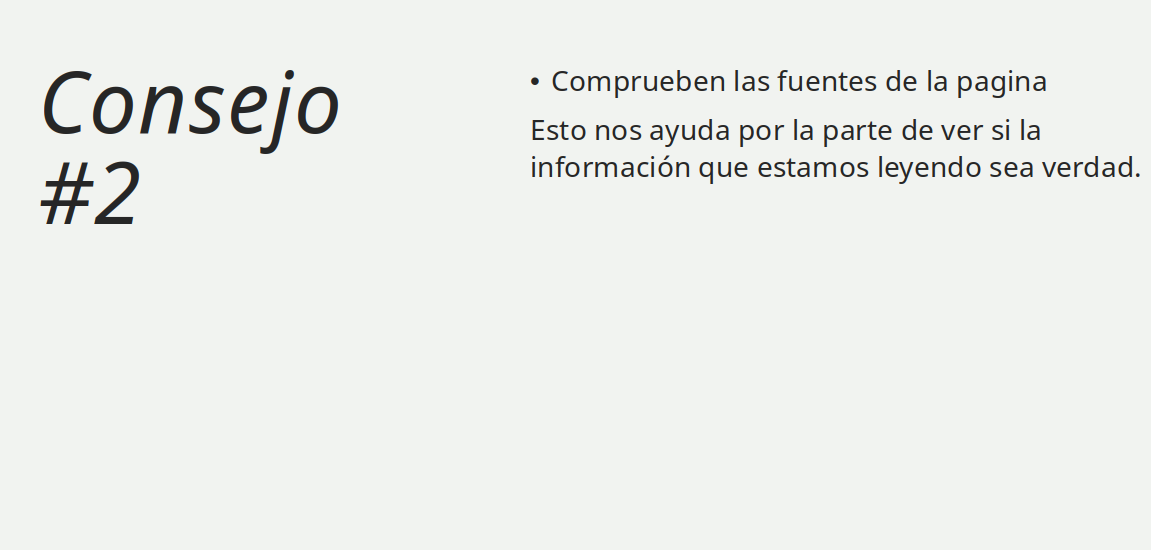 Consejo
#2
• Comprueben las fuentes de la pagina
Esto nos ayuda por la parte de ver si la
información que estamos leyendo sea verdad.